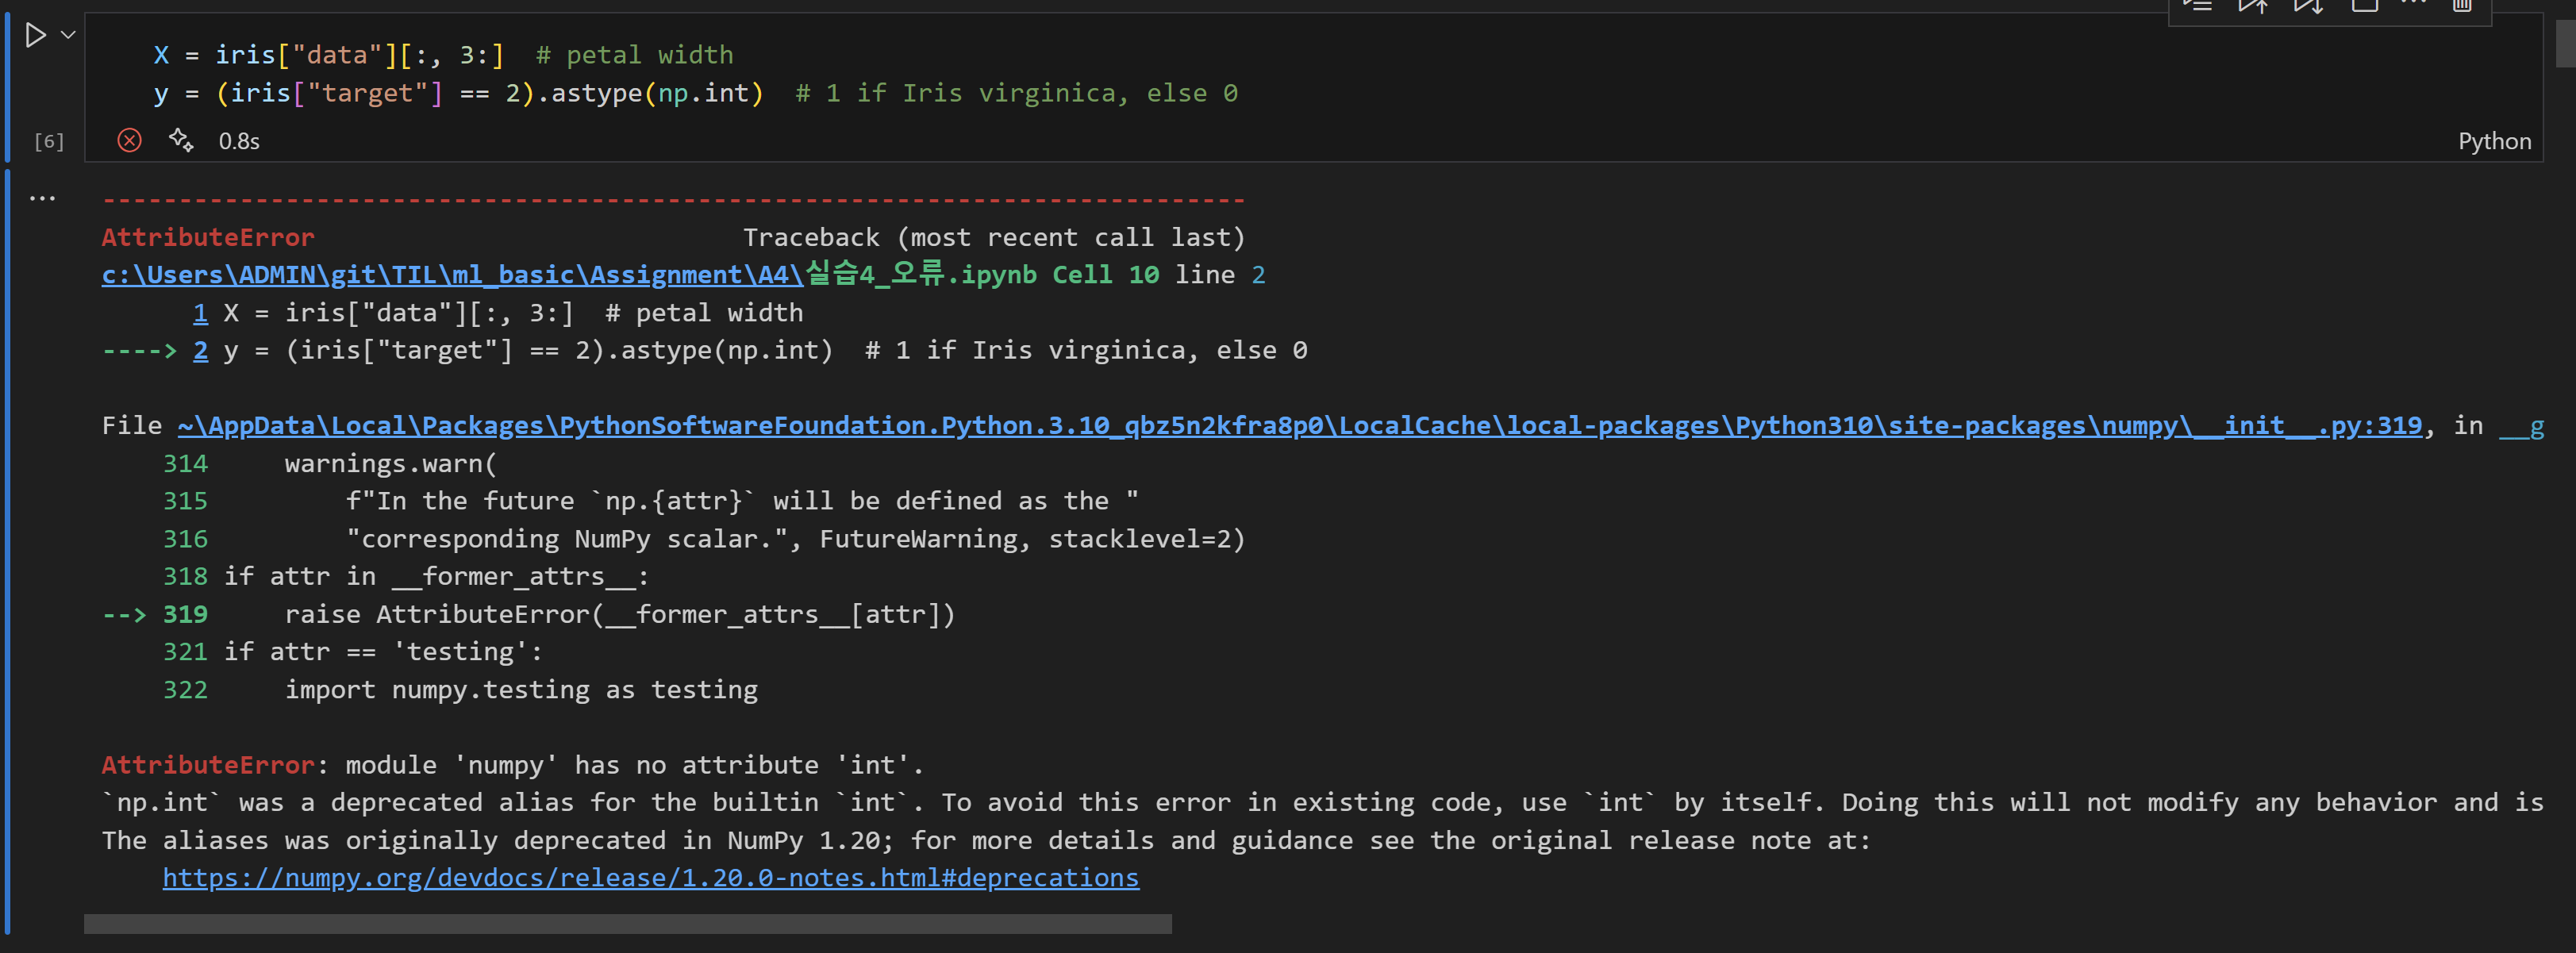 X = iris["data"][:, 3:]  # petal width
y = (iris["target"] == 2).astype(np.int)  # 1 if Iris virginica, else 0
[6] 0.8s Python
---------------------------------------------------------------------------
AttributeError                            Traceback (most recent call last)
c:\Users\ADMIN\git\TIL\ml_basic\Assignment\A4\실습4_오류.ipynb Cell 10 line 2
      1 X = iris["data"][:, 3:]  # petal width
----> 2 y = (iris["target"] == 2).astype(np.int)  # 1 if Iris virginica, else 0
File ~\AppData\Local\Packages\PythonSoftwareFoundation.Python.3.10_qbz5n2kfra8p0\LocalCache\local-packages\Python310\site-packages\numpy\__init__.py:319, in __g
    314     warnings.warn(
    315         f"In the future `np.{attr}` will be defined as the "
    316         "corresponding NumPy scalar.", FutureWarning, stacklevel=2)
    318 if attr in __former_attrs__:
--> 319     raise AttributeError(__former_attrs__[attr])
    321 if attr == 'testing':
    322     import numpy.testing as testing
AttributeError: module 'numpy' has no attribute 'int'.
`np.int` was a deprecated alias for the builtin `int`. To avoid this error in existing code, use `int` by itself. Doing this will not modify any behavior and is
The aliases was originally deprecated in NumPy 1.20; for more details and guidance see the original release note at:
    https://numpy.org/devdocs/release/1.20.0-notes.html#deprecations